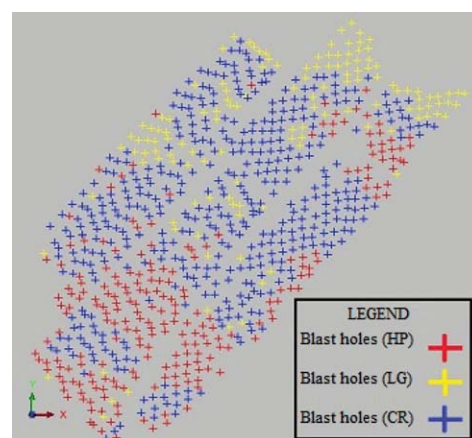 LEGEND
Blast holes (HP)
Blast holes (LG)
Blast holes (CR)
Y
X